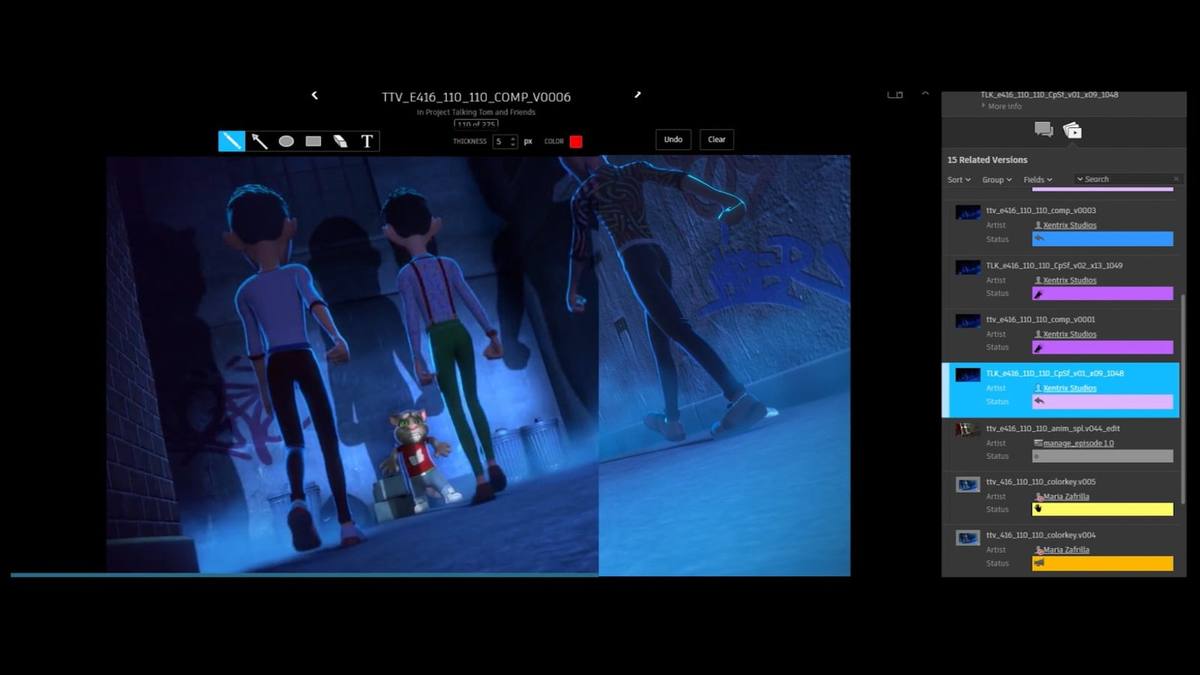 TTV_E416_110_110_COMP_V0006
in Project Talking Tom and Friends
110 of 275
T
THICKNESS 5 px COLOR
Undo
Clear
TLK_e416_110_110_CpSf_v01_x09_1048
More info
15 Related Versions
Sort Group Fields Search
ttv_e416_110_110_comp_v0003
Artist Xentrix Studios
Status
TLK_e416_110_110_CpSf_v02_x13_1049
Artist Xentrix Studios
Status
ttv_e416_110_110_comp_v0001
Artist Xentrix Studios
Status
TLK_e416_110_110_CpSf_v01_x09_1048
Artist Xentrix Studios
Status
ttv_e416_110_110_anim_spl.v044_edit
Artist manage_episode 1.0
Status
ttv_416_110_110_colorkey.v005
Artist Maria Zafrilla
Status
ttv_416_110_110_colorkey.v004
Artist Maria Zafrilla
Status